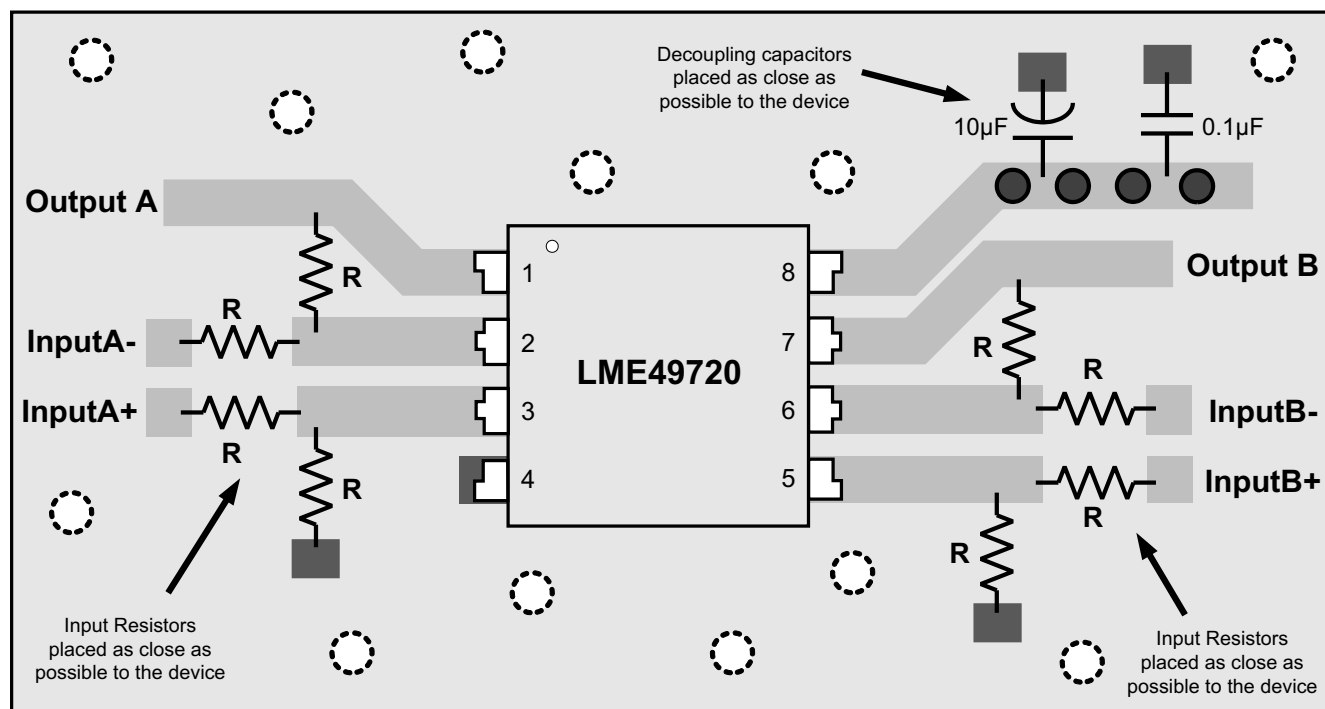 Decoupling capacitors
placed as close as
possible to the device
10µF
0.1µF
Output A
R
R
InputA-
InputA+
R
R
1
2
3
4
LME49720
8
7
6
5
Output B
R
R
InputB-
InputB+
R
R
Input Resistors
placed as close as
possible to the device
Input Resistors
placed as close as
possible to the device